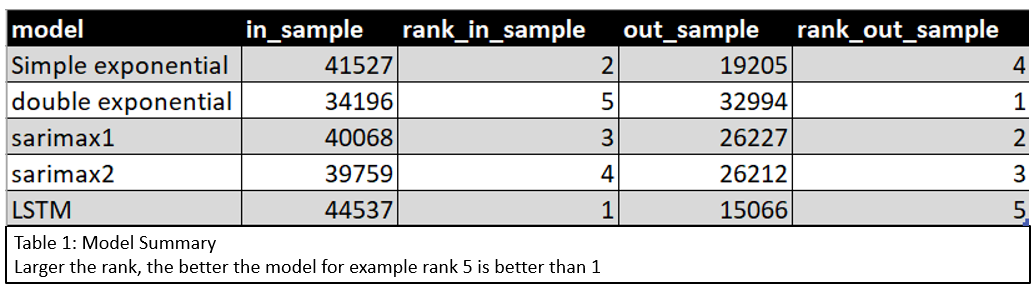 model in_sample rank_in_sample out_sample rank_out_sample
Simple exponential 41527 2 19205 4
double exponential 34196 5 32994 1
sarimax1 40068 3 26227 2
sarimax2 39759 4 26212 3
LSTM 44537 1 15066 5
Table 1: Model Summary
Larger the rank, the better the model for example rank 5 is better than 1